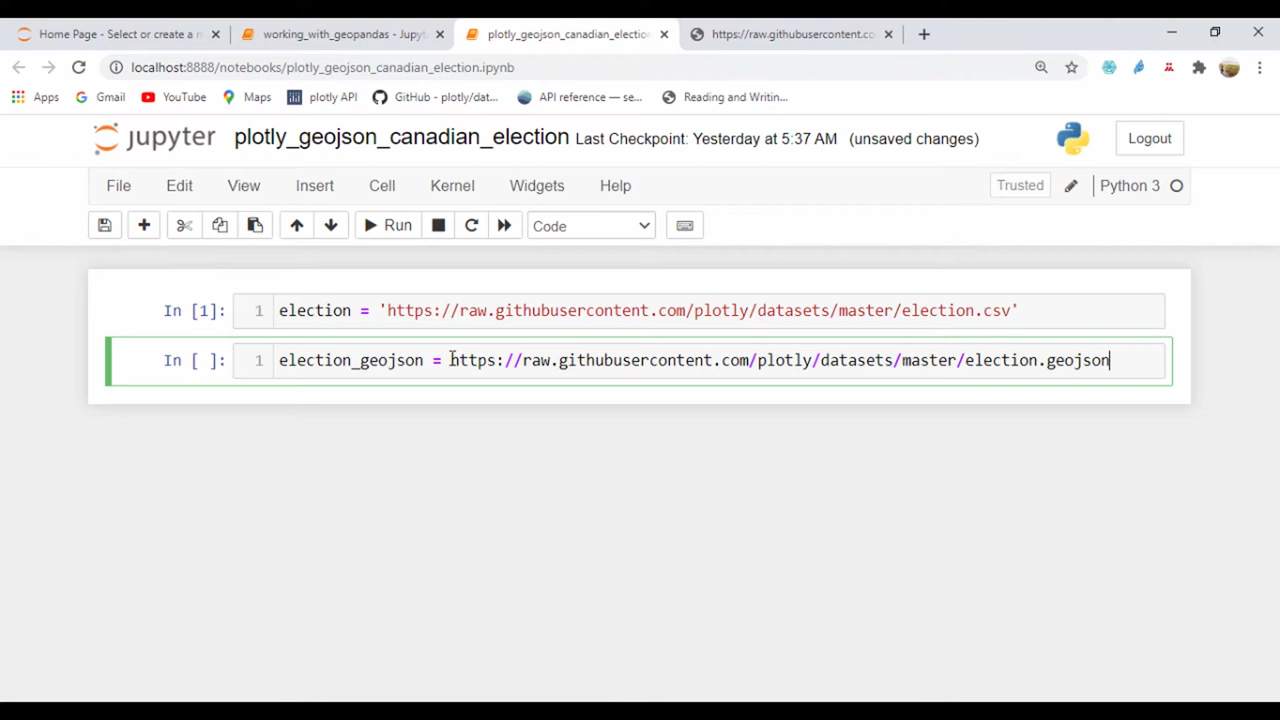 Home Page - Select or create a n
working_with_geopandas - Jupyt
plotly_geojson_canadian_electio
https://raw.githubusercontent.co
localhost:8888/notebooks/plotly_geojson_canadian_election.ipynb
Apps
Gmail
YouTube
Maps
plotly API
GitHub - plotly/dat...
API reference — se...
Reading and Writin...
jupyter
plotly_geojson_canadian_election
Last Checkpoint: Yesterday at 5:37 AM (unsaved changes)
Logout
File
Edit
View
Insert
Cell
Kernel
Widgets
Help
Trusted
Python 3
Run
Code
In [1]: 1 election = 'https://raw.githubusercontent.com/plotly/datasets/master/election.csv'
In [ ]: 1 election_geojson = https://raw.githubusercontent.com/plotly/datasets/master/election.geojson